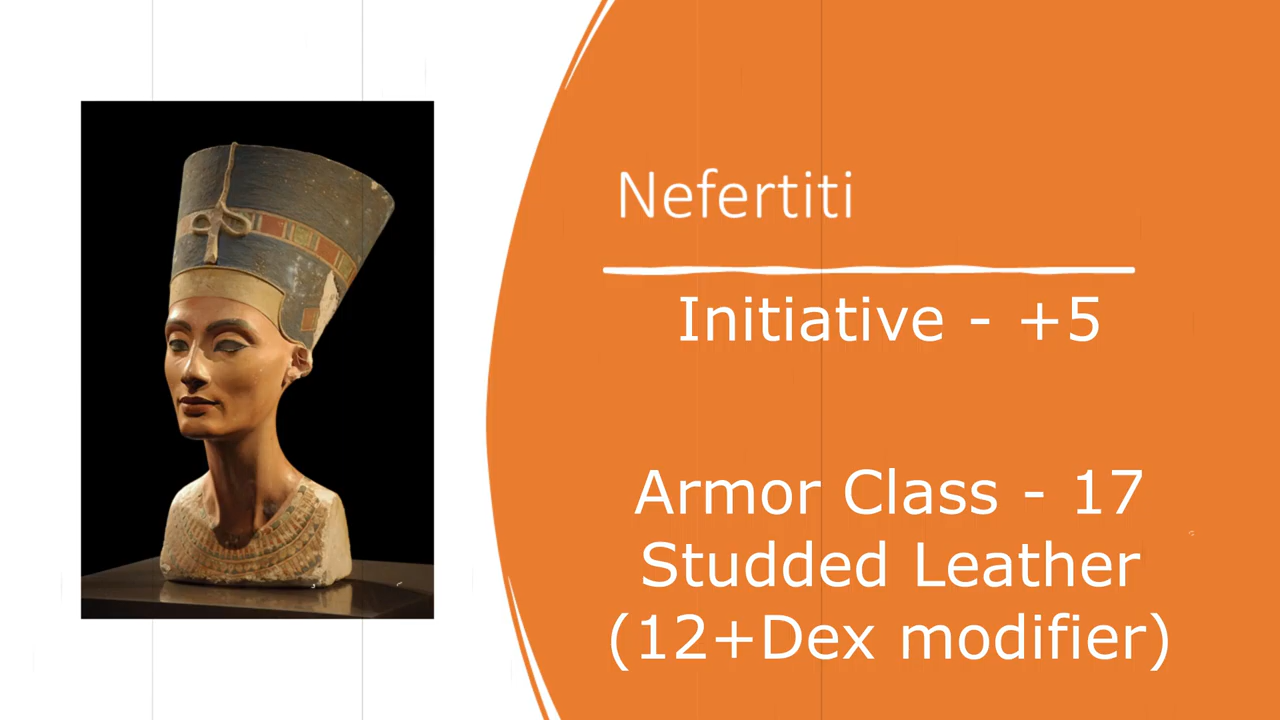 Nefertiti
Initiative - +5
Armor Class - 17
Studded Leather
(12+Dex modifier)